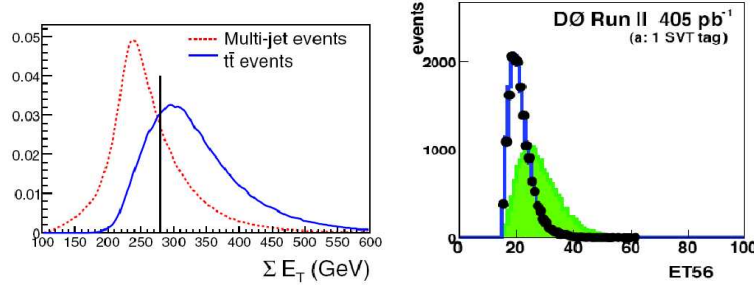 0.05
0.04
0.03
0.02
0.01
0
Multi-jet events
tt̄ events
100 150 200 250 300 350 400 450 500 550 600
Σ E_T (GeV)
events
2000
1000
0
DØ Run II 405 pb⁻¹
(a: 1 SVT tag)
0 20 40 60 80 100
ET56